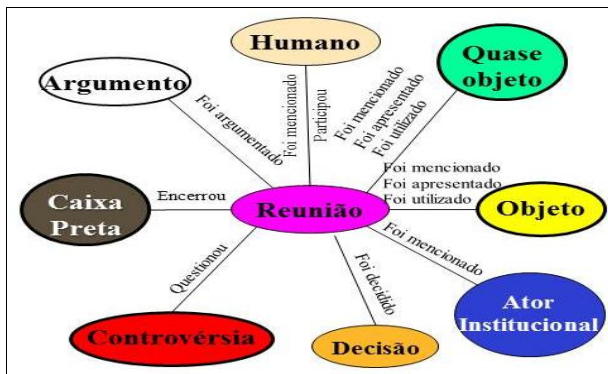 Humano
Argumento
Quase
objeto
Foi argumentado
Foi mencionado
Participou
Foi mencionado
Foi apresentado
Foi utilizado
Caixa
Preta
Encerrou
Reunião
Foi mencionado
Foi apresentado
Foi utilizado
Objeto
Questionou
Foi decidido
Foi mencionado
Ator
Institucional
Controvérsia
Decisão